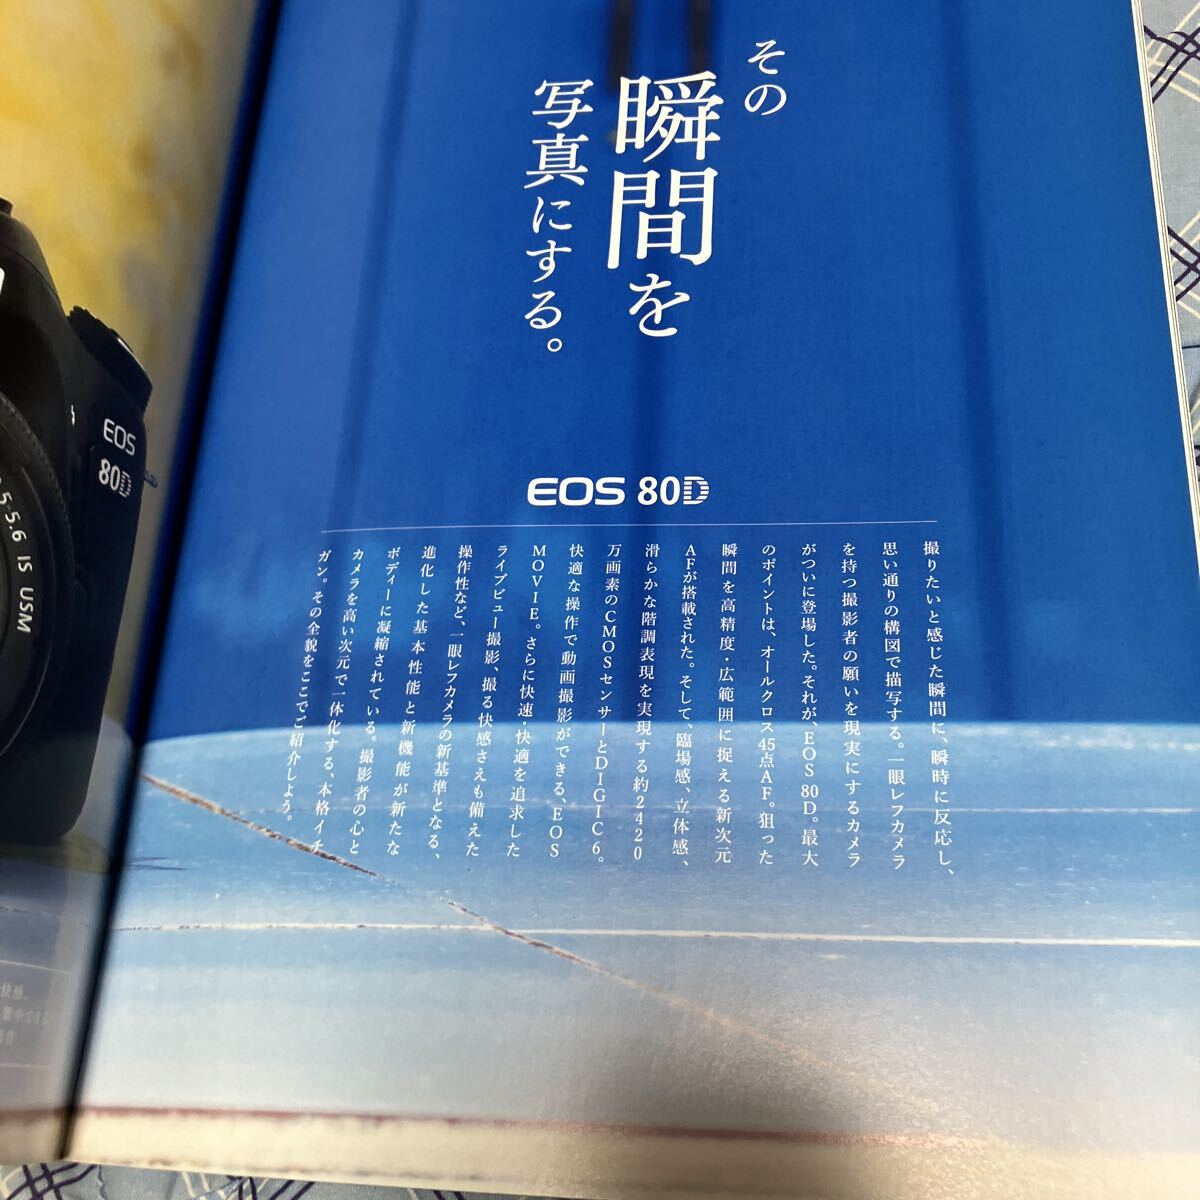 その
瞬間を
写真にする。
EOS 80D
撮りたいと感じた瞬間に、瞬時に反応し、
思い通りの構図で描写する。一眼レフカメラ
を持つ撮影者の願いを現実にするカメラ
がついに登場した。それが、EOS 80D。最大
のポイントは、オールクロス45点AF。狙った
瞬間を高精度・広範囲に捉える新次元
AFが搭載された。そして、臨場感、立体感、
滑らかな階調表現を実現する約2420
万画素のCMOSセンサーとDIGIC 6。
快適な操作で動画撮影ができる、EOS
MOVIE。さらに快速・快適を追求した
ライブビュー撮影、撮る快感さえも備えた
操作性など、一眼レフカメラの新基準となる、
進化した基本性能と新機能が新たな
ボディーに凝縮されている。撮影者の心と
カメラを高い次元で一体化する、本格イチ
ガン。その全貌をここでご紹介しよう。
EOS
80D
5-5.6 IS USM
快感、
集中でき